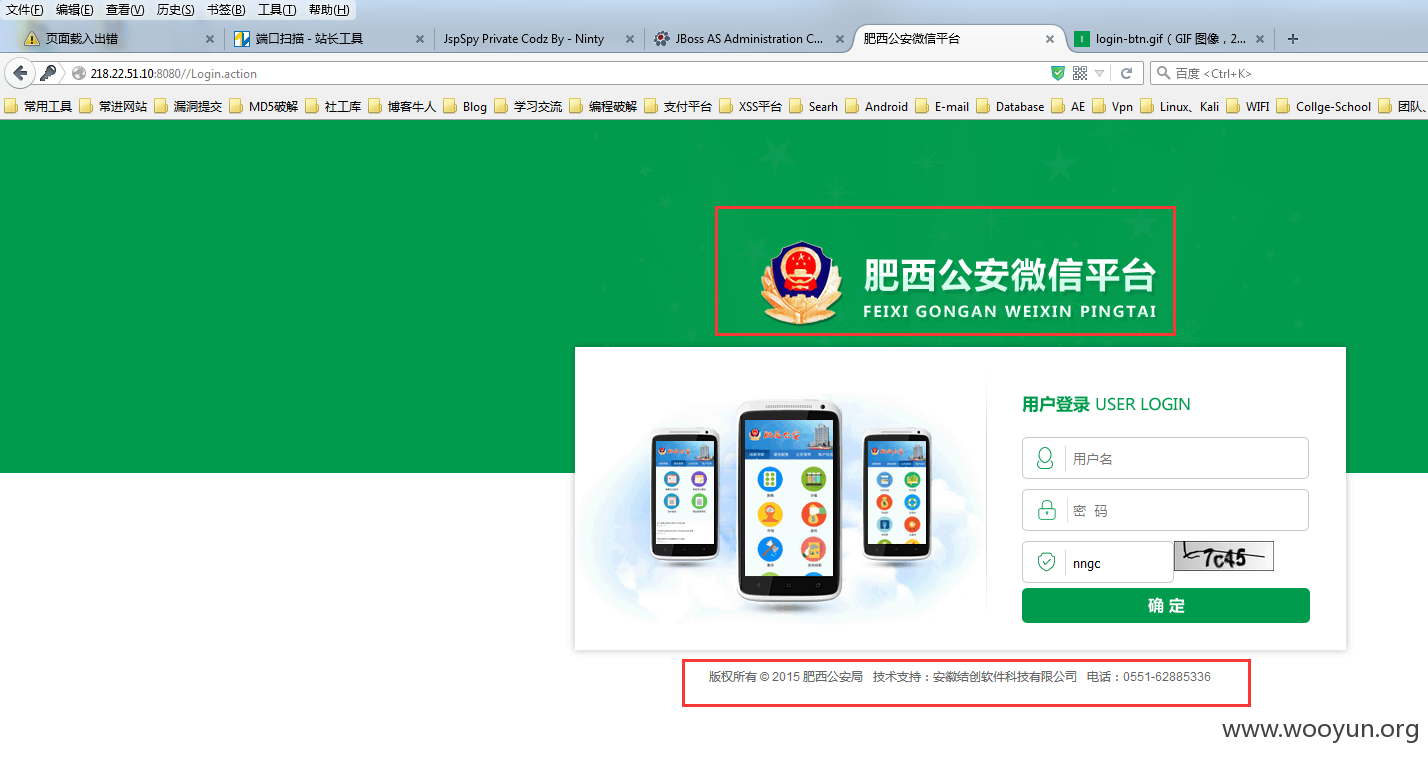 文件(F) 编辑(E) 查看(V) 历史(S) 书签(B) 工具(T) 帮助(H)
页面载入出错 端口扫描 - 站长工具 JspSpy Private Codz By - Ninty JBoss AS Administration C... 肥西公安微信平台 login-btn.gif ( GIF 图像，2...
218.22.51.10:8080//Login.action 百度 <Ctrl+K>
常用工具 常进网站 漏洞提交 MD5破解 社工库 博客牛人 Blog 学习交流 编程破解 支付平台 XSS平台 Searh Android E-mail Database AE Vpn Linux、Kali WIFI Collge-School 团队、
肥西公安微信平台
FEIXI GONGAN WEIXIN PINGTAI
用户登录 USER LOGIN
用户名
密 码
nngc 7C45
确 定
版权所有 © 2015 肥西公安局 技术支持：安徽结创软件科技有限公司 电话：0551-62885336
www.wooyun.org